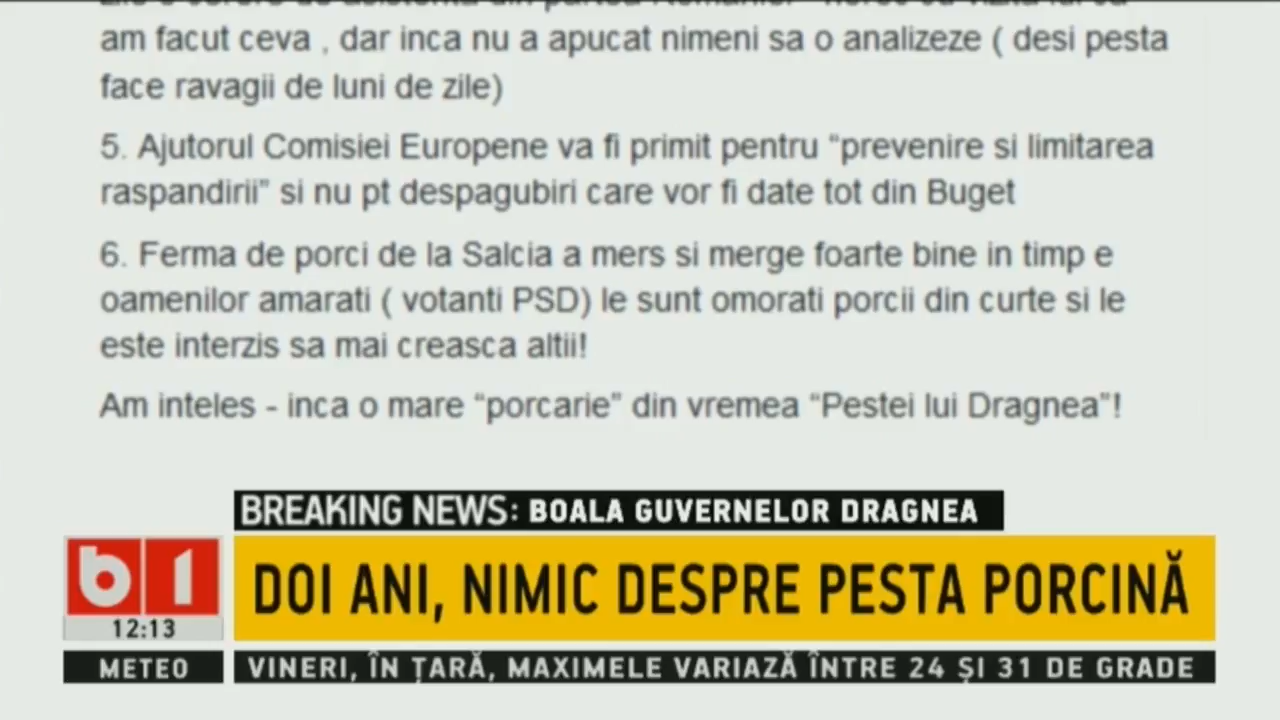 am facut ceva , dar inca nu a apucat nimeni sa o analizeze ( desi pesta
face ravagii de luni de zile)
5. Ajutorul Comisiei Europene va fi primit pentru “prevenire si limitarea
raspandirii” si nu pt despagubiri care vor fi date tot din Buget
6. Ferma de porci de la Salcia a mers si merge foarte bine in timp e
oamenilor amarati ( votanti PSD) le sunt omorati porcii din curte si le
este interzis sa mai creasca altii!
Am inteles - inca o mare “porcarie” din vremea “Pestei lui Dragnea”!
BREAKING NEWS: BOALA GUVERNELOR DRAGNEA
b1
DOI ANI, NIMIC DESPRE PESTA PORCINĂ
12:13
METEO
VINERI, ÎN ŢARĂ, MAXIMELE VARIAZĂ ÎNTRE 24 ŞI 31 DE GRADE